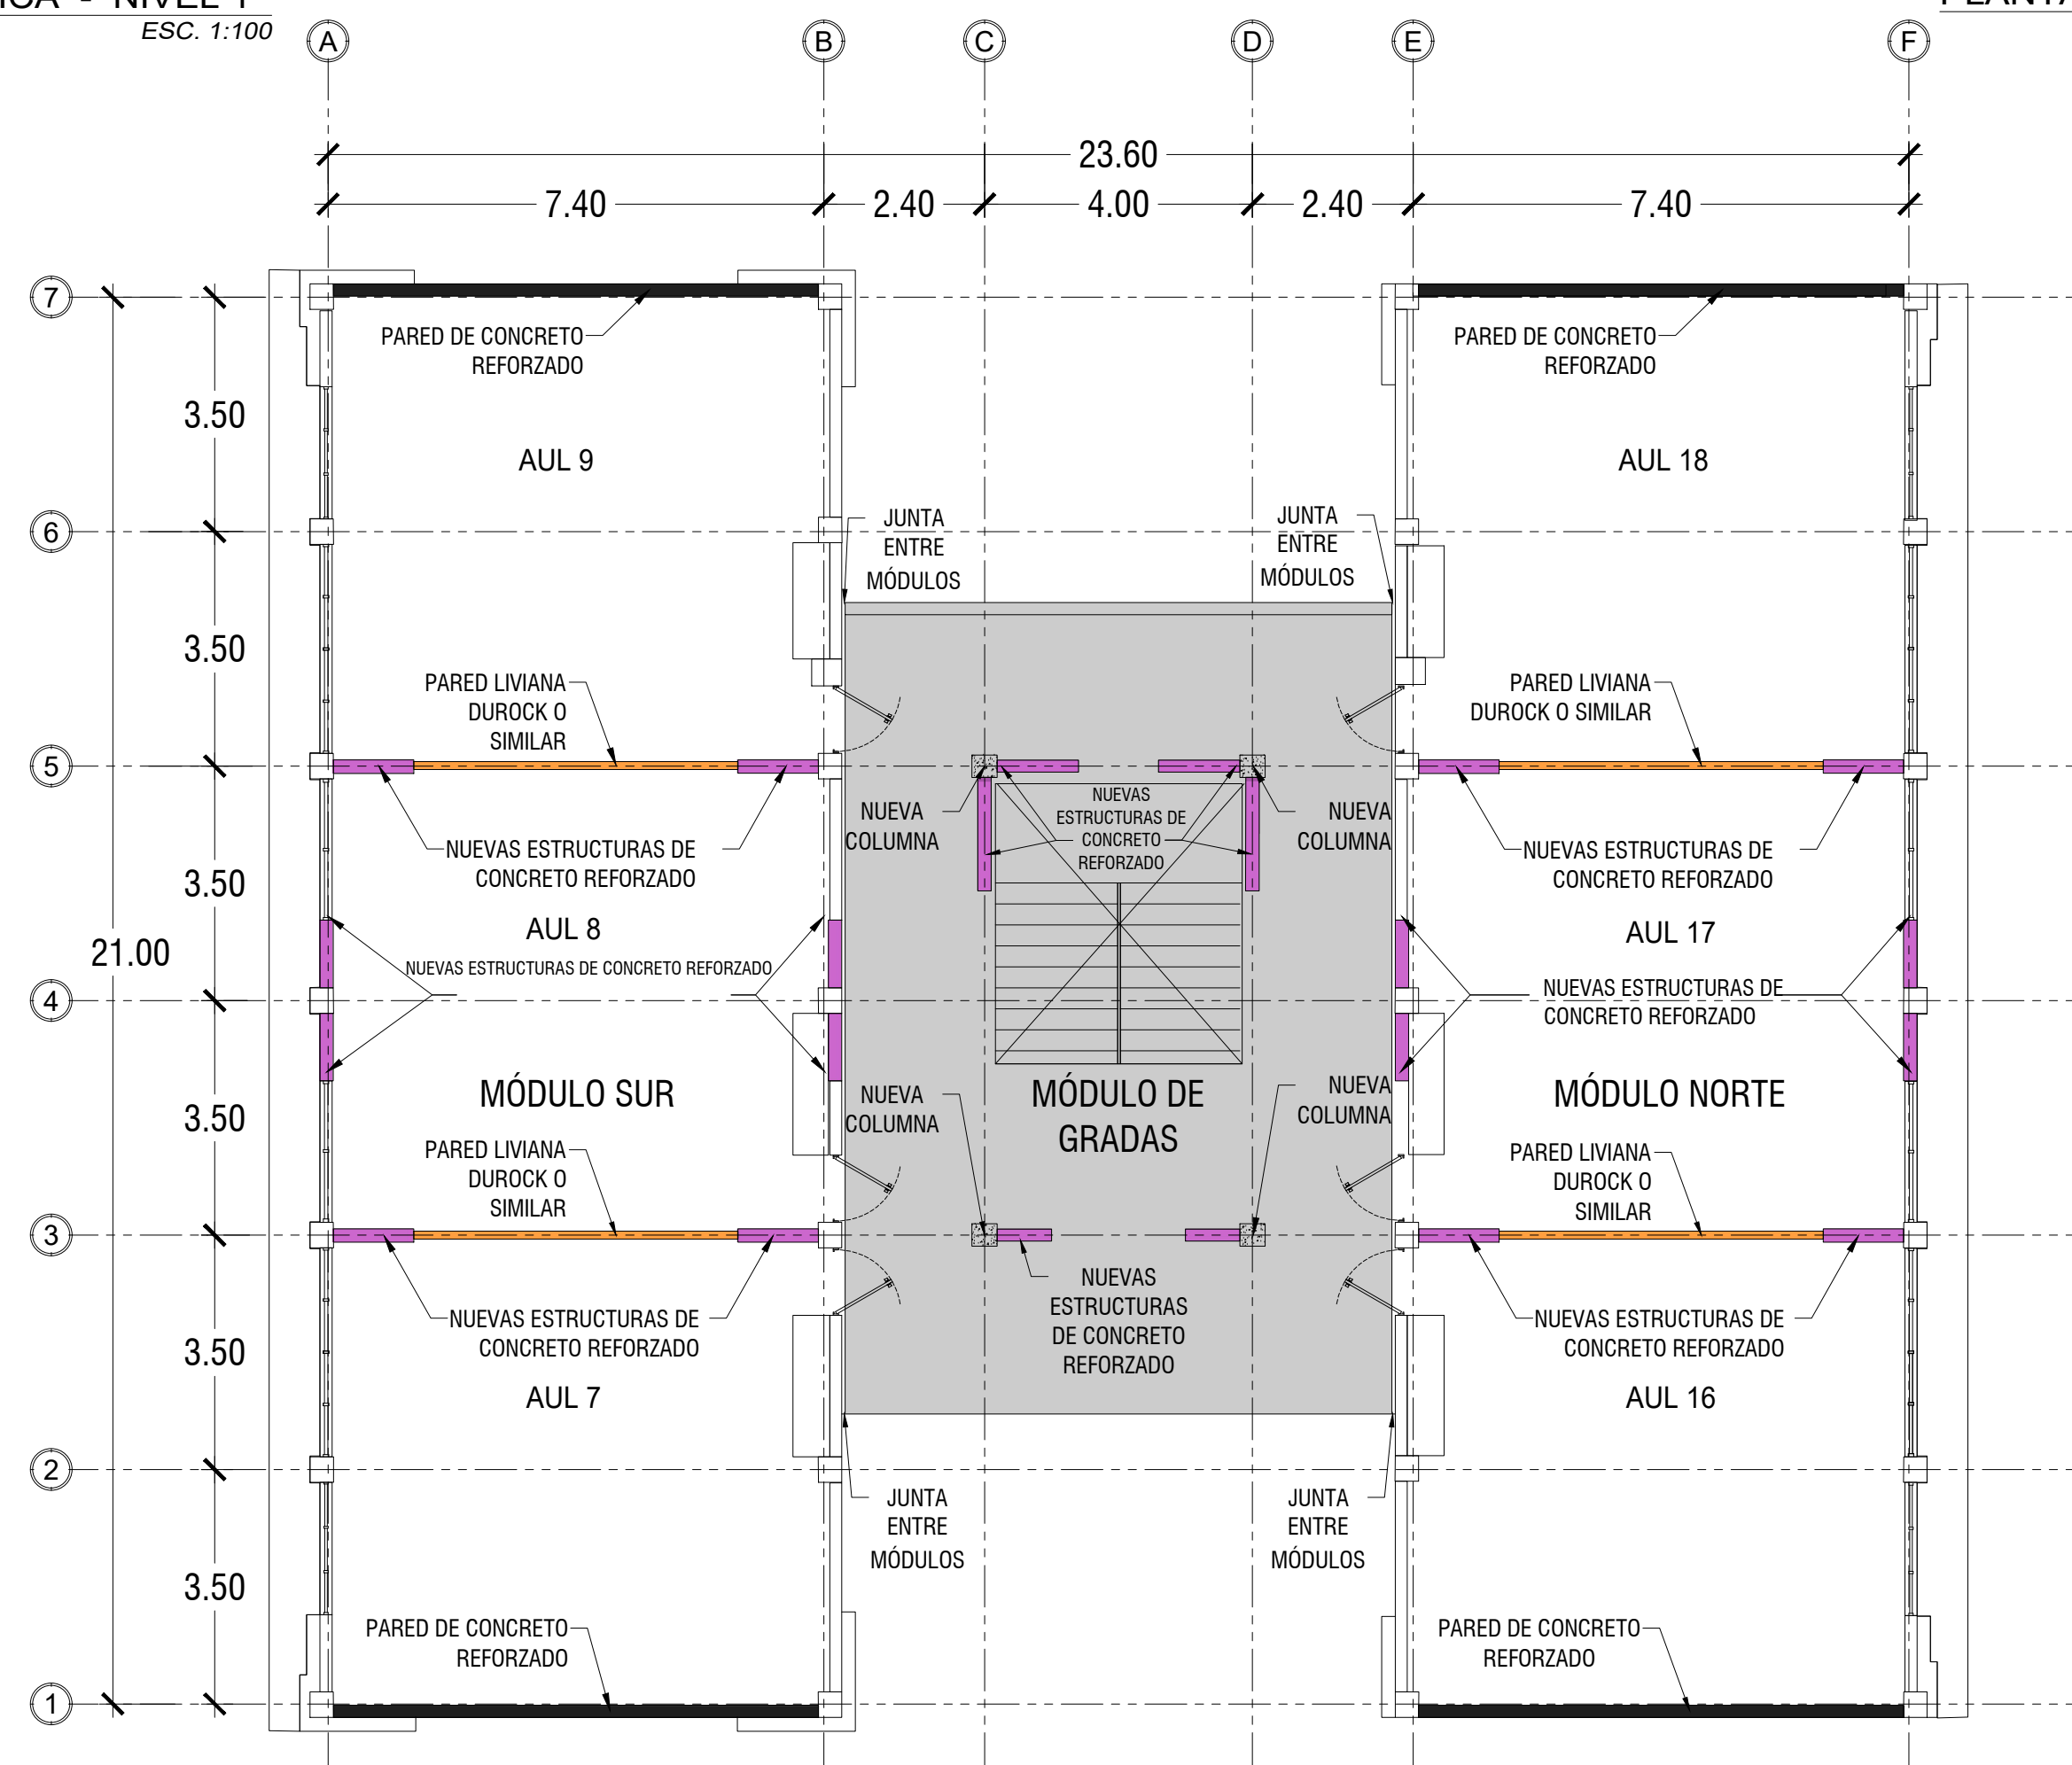 NIVEL 1
ESC. 1:100
A
B
C
D
E
F
23.60
7.40
2.40
4.00
2.40
7.40
7
PARED DE CONCRETO
REFORZADO
PARED DE CONCRETO
REFORZADO
3.50
AUL 9
AUL 18
6
JUNTA
ENTRE
MÓDULOS
JUNTA
ENTRE
MÓDULOS
3.50
PARED LIVIANA
DUROCK O
SIMILAR
PARED LIVIANA
DUROCK O SIMILAR
5
NUEVA
COLUMNA
NUEVAS
ESTRUCTURAS DE
CONCRETO
REFORZADO
NUEVA
COLUMNA
NUEVAS ESTRUCTURAS DE
CONCRETO REFORZADO
NUEVAS ESTRUCTURAS DE
CONCRETO REFORZADO
3.50
AUL 8
AUL 17
21.00
NUEVAS ESTRUCTURAS DE CONCRETO REFORZADO
NUEVAS ESTRUCTURAS DE
CONCRETO REFORZADO
4
MÓDULO SUR
NUEVA
COLUMNA
MÓDULO DE
GRADAS
NUEVA
COLUMNA
MÓDULO NORTE
3.50
PARED LIVIANA
DUROCK O
SIMILAR
PARED LIVIANA
DUROCK O
SIMILAR
3
NUEVAS ESTRUCTURAS DE
CONCRETO REFORZADO
NUEVAS
ESTRUCTURAS
DE CONCRETO
REFORZADO
NUEVAS ESTRUCTURAS DE
CONCRETO REFORZADO
3.50
AUL 7
AUL 16
2
JUNTA
ENTRE
MÓDULOS
JUNTA
ENTRE
MÓDULOS
3.50
PARED DE CONCRETO
REFORZADO
PARED DE CONCRETO
REFORZADO
1